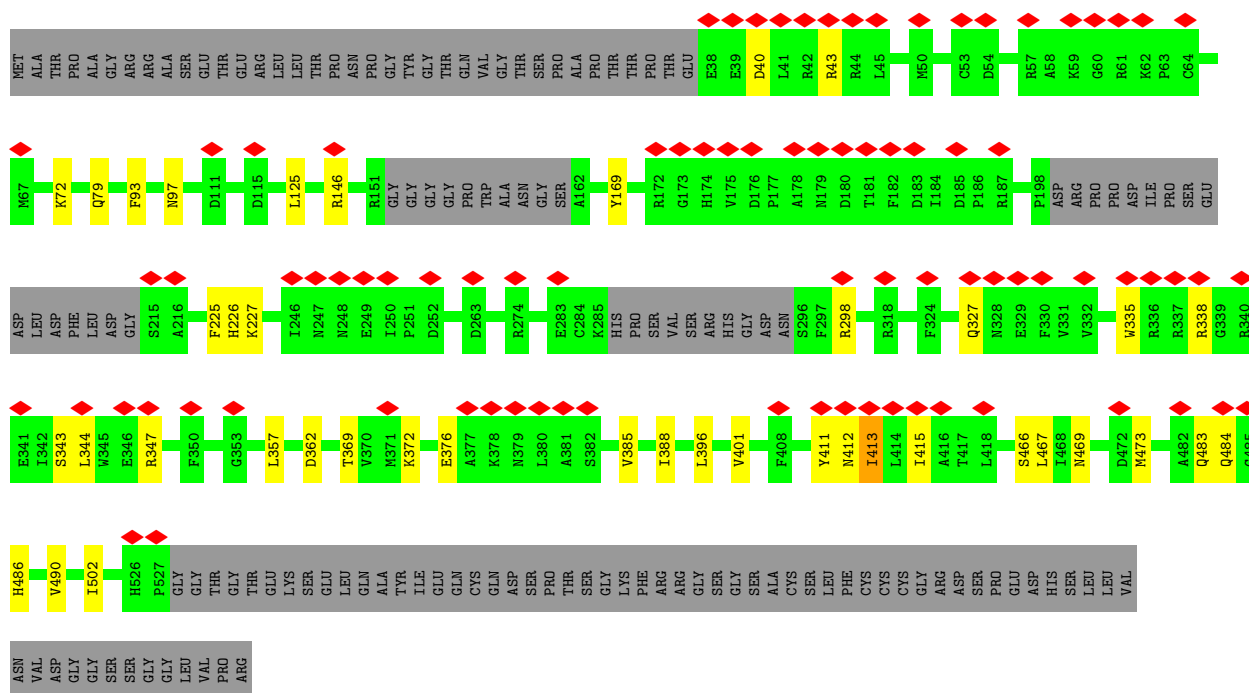 MET ALA THR PRO ALA GLY ARG ARG ALA SER GLU THR GLU ARG LEU LEU THR PRO ASN PRO GLY TYR GLY THR GLN VAL GLY THR SER PRO ALA PRO THR THR PRO THR GLU E38 E39 D40 L41 R42 R43 R44 L45 M50 C53 D54 R57 A58 K59 G60 R61 K62 P63 C64
M67 K72 Q79 F93 N97 D111 D115 L125 R146 R151 GLY GLY GLY GLY PRO TRP ALA ASN GLY SER A162 Y169 R172 G173 H174 V175 D176 P177 A178 N179 D180 T181 F182 D183 I184 D185 P186 R187 P198 ASP ARG PRO PRO ASP ILE PRO SER GLU
ASP LEU ASP PHE LEU ASP GLY S215 A216 F225 H226 K227 I246 N247 N248 E249 I250 P251 D252 D263 R274 E283 C284 K285 HIS PRO SER VAL SER ARG HIS GLY ASP ASN S296 F297 R298 R318 F324 Q327 N328 E329 F330 V331 V332 W335 R336 R337 R338 G339 R340
E341 I342 S343 L344 W345 E346 R347 F350 G353 L357 D362 T369 V370 M371 K372 E376 A377 K378 N379 L380 A381 S382 V385 I388 L396 V401 F408 Y411 N412 I413 L414 I415 A416 T417 L418 S466 L467 I468 N469 D472 M473 A482 Q483 Q484 G485
H486 V490 I502 H526 P527 GLY GLY THR GLY THR GLU LYS SER GLU LEU GLN ALA TYR ILE GLU GLN CYS GLN ASP SER PRO THR SER GLY LYS PHE ARG ARG GLY SER GLY SER ALA CYS SER LEU PHE CYS CYS CYS GLY ARG ASP SER PRO GLU ASP HIS SER LEU LEU VAL
ASN VAL ASP GLY GLY SER SER GLY GLY LEU VAL PRO ARG